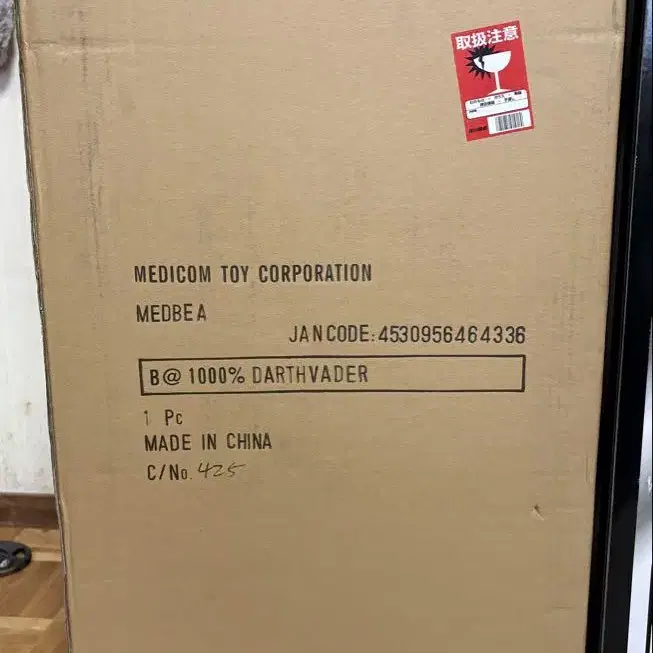 取扱注意
MEDICOM TOY CORPORATION
MEDBEA
JANCODE:4530956464336
B@ 1000% DARTHVADER
1 Pc
MADE IN CHINA
C/No. 425